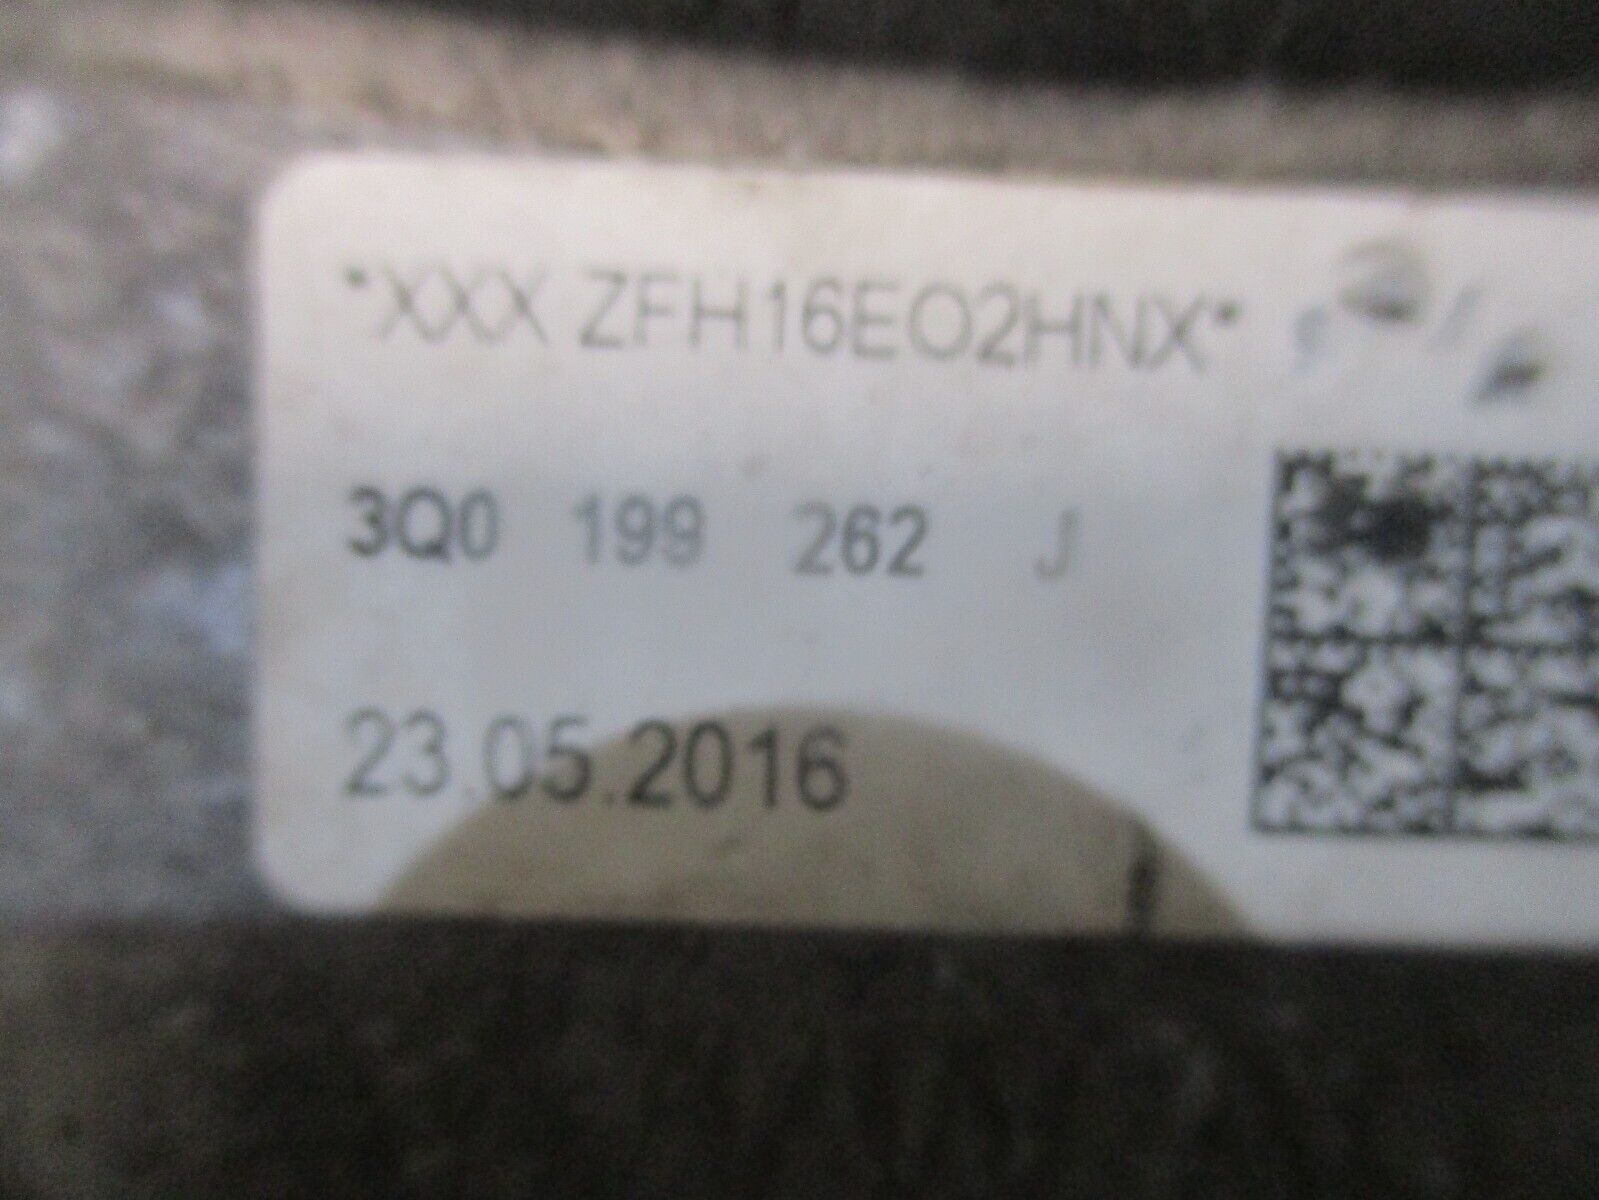 *XXX ZFH16EO2HNX*
3Q0 199 262 J
23.05.2016